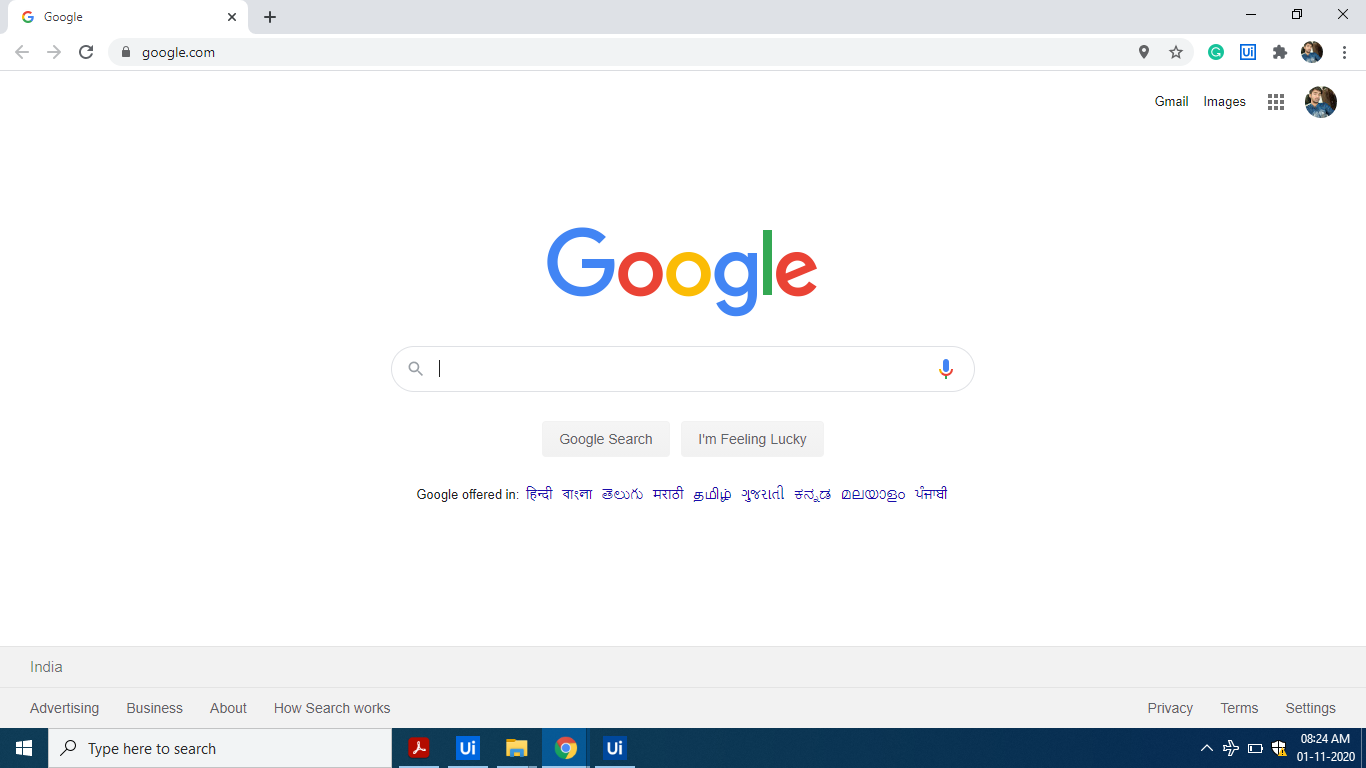 Google
google.com
Ui
Gmail Images
Google
Google Search I'm Feeling Lucky
Google offered in: हिन्दी বাংলা తెలుగు मराठी தமிழ் ગુજરાતી ಕನ್ನಡ മലയാളം ਪੰਜਾਬੀ
India
Advertising Business About How Search works Privacy Terms Settings
Type here to search Ui Ui 08:24 AM
01-11-2020